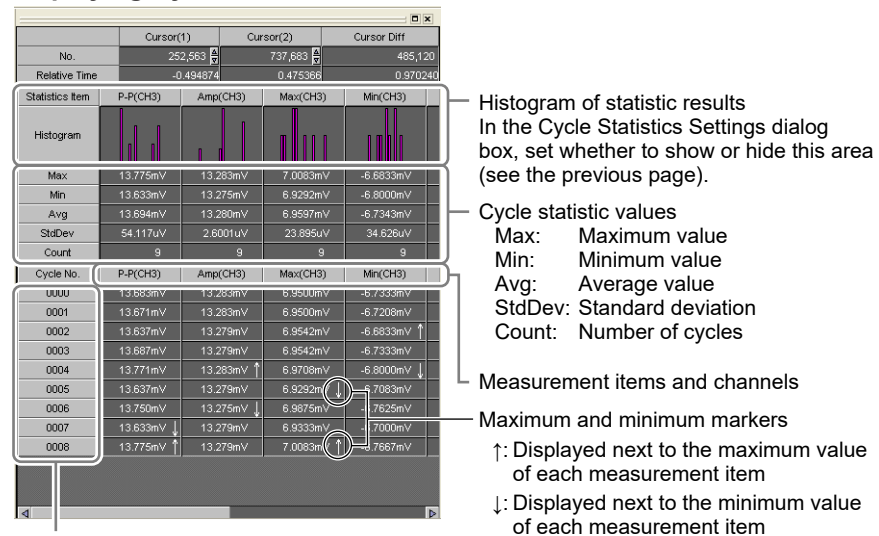 Cursor(1) Cursor(2) Cursor Diff
No. 252,563 737,683 485,120
Relative Time -0.494874 0.475366 0.970240
Statistics Item P-P(CH3) Amp(CH3) Max(CH3) Min(CH3)
Histogram
Max 13.775mV 13.283mV 7.0083mV -6.6833mV
Min 13.633mV 13.275mV 6.9292mV -6.8000mV
Avg 13.694mV 13.280mV 6.9597mV -6.7343mV
StdDev 54.117uV 2.6001uV 23.895uV 34.626uV
Count 9 9 9 9
Cycle No. P-P(CH3) Amp(CH3) Max(CH3) Min(CH3)
0000 13.683mV 13.283mV 6.9500mV -6.7333mV
0001 13.671mV 13.283mV 6.9500mV -6.7208mV
0002 13.637mV 13.279mV 6.9542mV -6.6833mV ↑
0003 13.687mV 13.279mV 6.9542mV -6.7333mV
0004 13.771mV 13.283mV ↑ 6.9708mV -6.8000mV ↓
0005 13.637mV 13.279mV 6.9292mV ↓ -6.7083mV
0006 13.750mV 13.275mV ↓ 6.9875mV -6.7625mV
0007 13.633mV ↓ 13.279mV 6.9333mV -6.7000mV
0008 13.775mV ↑ 13.279mV 7.0083mV ↑ -6.7667mV
Histogram of statistic results
In the Cycle Statistics Settings dialog
box, set whether to show or hide this area
(see the previous page).
Cycle statistic values
Max: Maximum value
Min: Minimum value
Avg: Average value
StdDev: Standard deviation
Count: Number of cycles
Measurement items and channels
Maximum and minimum markers
↑: Displayed next to the maximum value
of each measurement item
↓: Displayed next to the minimum value
of each measurement item